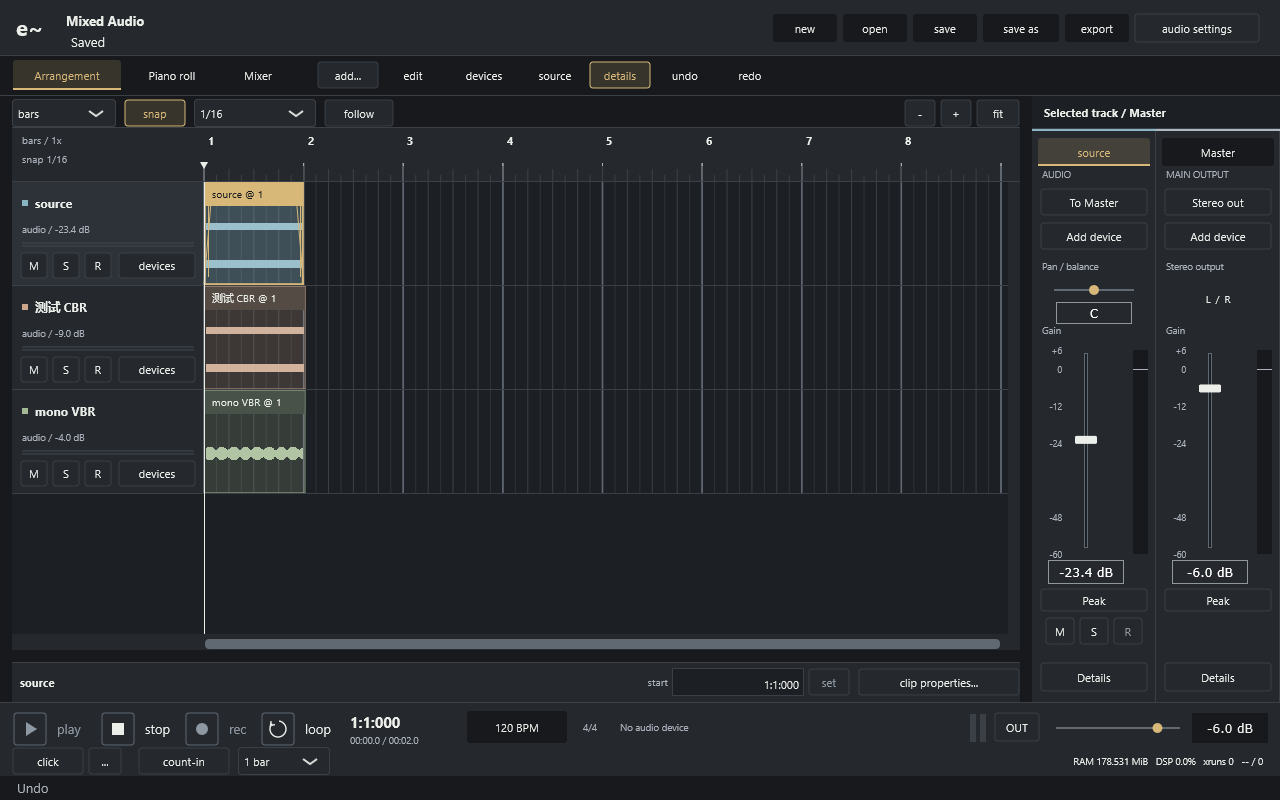 e~
Mixed Audio
Saved
new open save save as export audio settings
Arrangement Piano roll Mixer add... edit devices source details undo redo
bars snap 1/16 follow - + fit
bars / 1x
snap 1/16
1 2 3 4 5 6 7 8
source
audio / -23.4 dB
M S R devices
source @ 1
测试 CBR
audio / -9.0 dB
M S R devices
测试 CBR @ 1
mono VBR
audio / -4.0 dB
M S R devices
mono VBR @ 1
Selected track / Master
source
AUDIO
To Master
Add device
Pan / balance
C
Gain
+6
0
-12
-24
-48
-60
-23.4 dB
Peak
M S R
Details
Master
MAIN OUTPUT
Stereo out
Add device
Stereo output
L / R
Gain
+6
0
-12
-24
-48
-60
-6.0 dB
Peak
Details
source start 1:1:000 set clip properties...
play stop rec loop
1:1:000
00:00.0 / 00:02.0
120 BPM 4/4 No audio device OUT -6.0 dB
click ... count-in 1 bar
RAM 178.531 MiB DSP 0.0% xruns 0 -- / 0
Undo